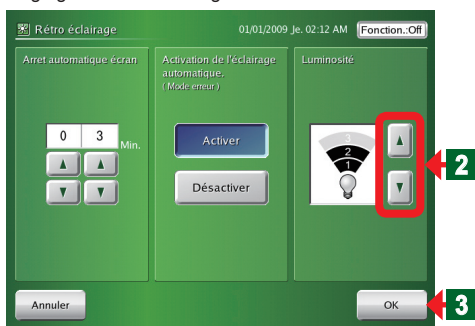 Rétro éclairage
01/01/2009 Je. 02:12 AM
Fonction.:Off
Arret automatique écran
0 3 Min.
Activation de l'éclairage
automatique.
( Mode erreur )
Activer
Désactiver
Luminosité
3
2
1
2
Annuler
OK
3